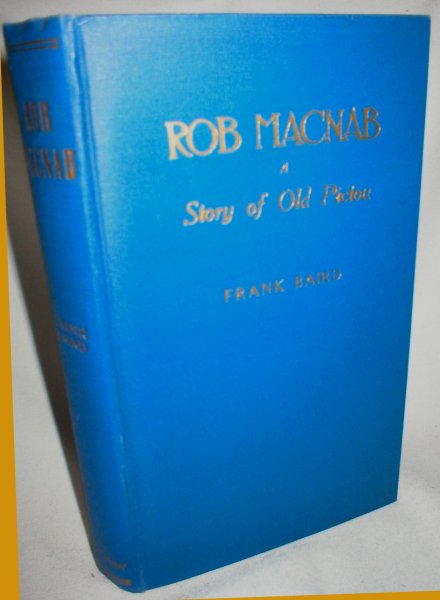 ROB MACNAB
A
Story of Old Pictou
FRANK BAIRD
ROB
MACNAB